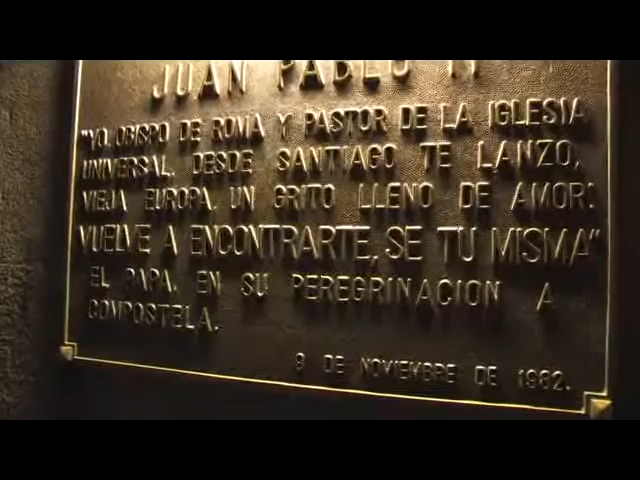 JUAN PABLO II
"YO, OBISPO DE ROMA Y PASTOR DE LA IGLESIA
UNIVERSAL, DESDE SANTIAGO TE LANZO,
VIEJA EUROPA, UN GRITO LLENO DE AMOR:
VUELVE A ENCONTRARTE, SE TU MISMA"
EL PAPA, EN SU PEREGRINACION A
COMPOSTELA.
9 DE NOVIEMBRE DE 1982.